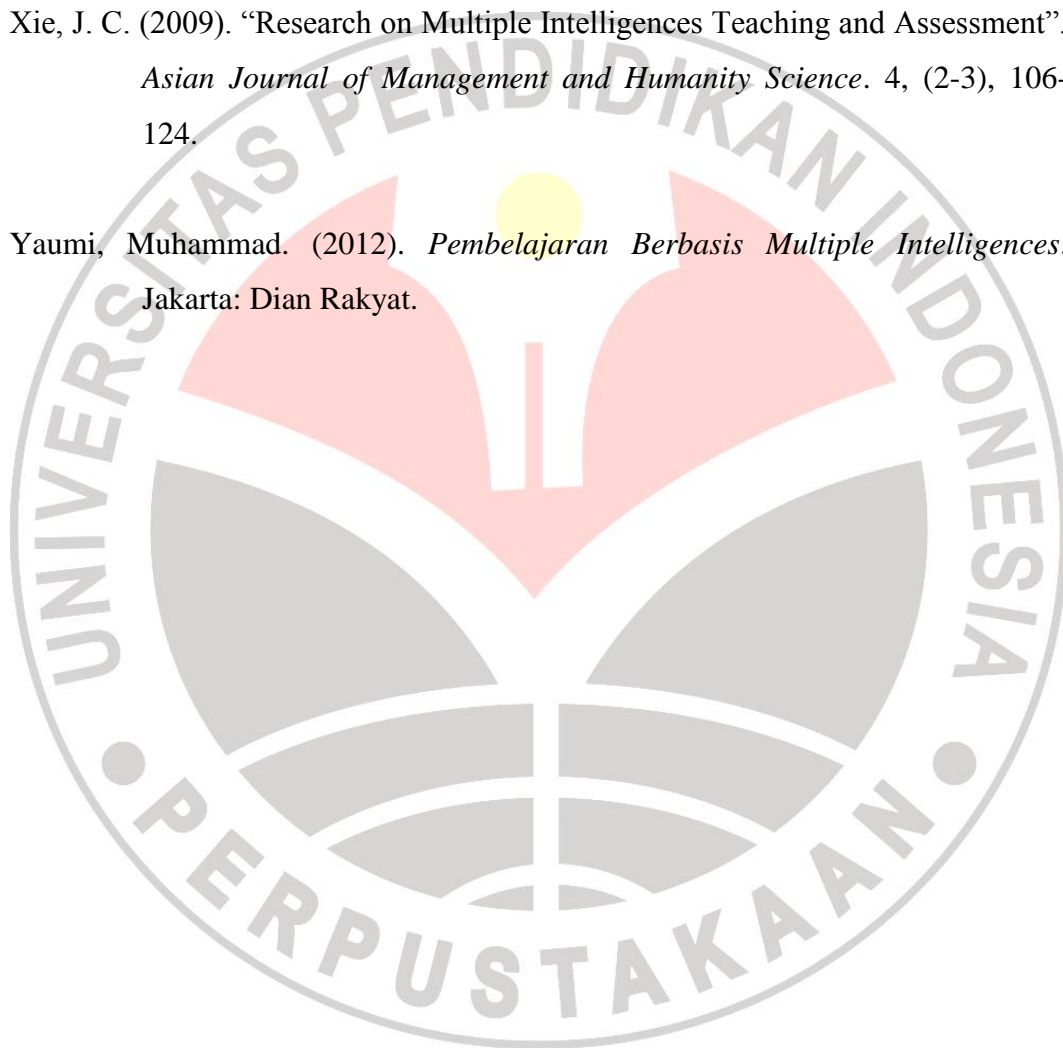 Xie, J. C. (2009). “Research on Multiple Intelligences Teaching and Assessment”.
Asian Journal of Management and Humanity Science. 4, (2-3), 106-
124.
Yaumi, Muhammad. (2012). Pembelajaran Berbasis Multiple Intelligences.
Jakarta: Dian Rakyat.
UNIVERSITAS PENDIDIKAN INDONESIA
PERPUSTAKAAN